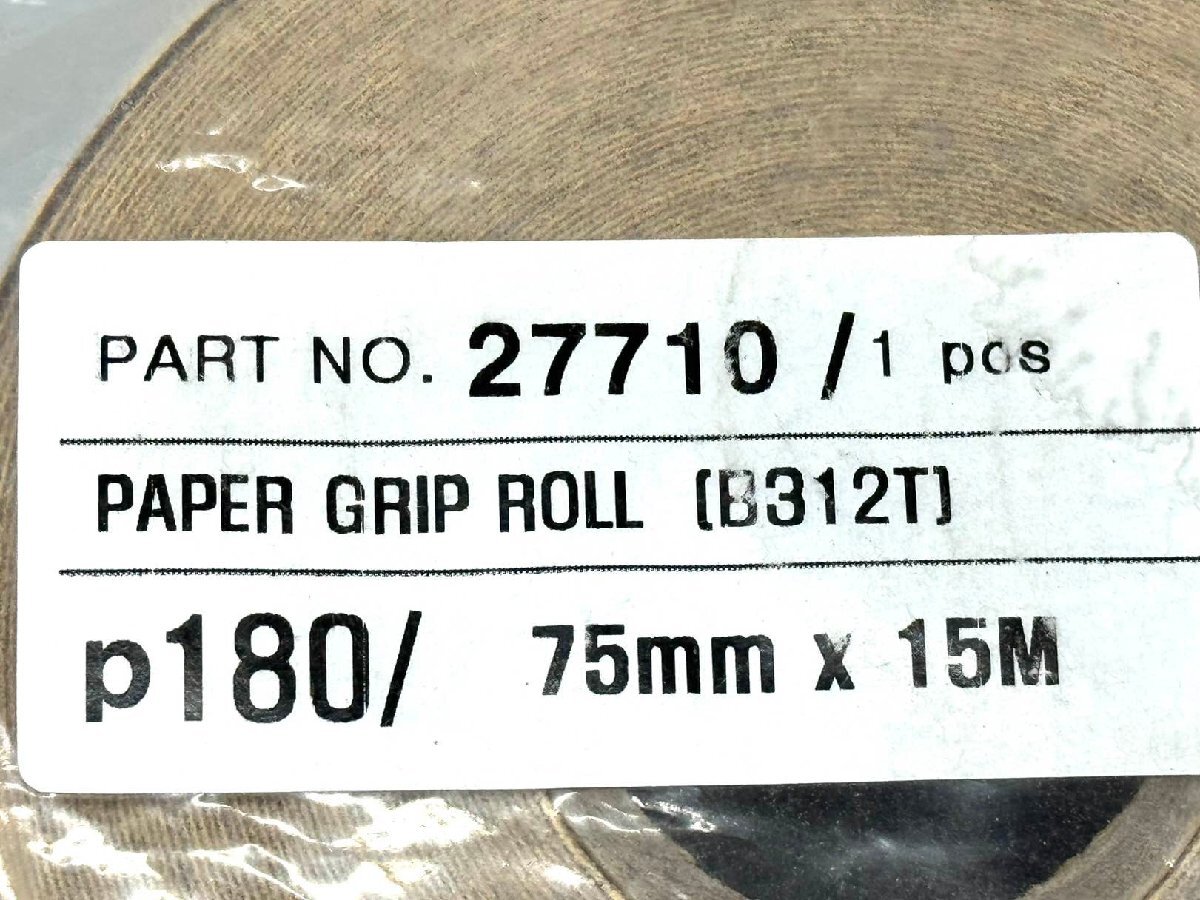 PART NO. 27710 / 1 pcs
PAPER GRIP ROLL [B312T]
p180/ 75mm x 15M